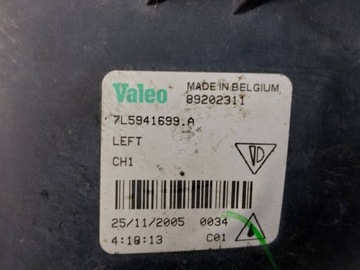 Valeo
MADE IN BELGIUM
89202311
7L5941699.A
LEFT
CH1
25/11/2005 0034
4:18:13 C01